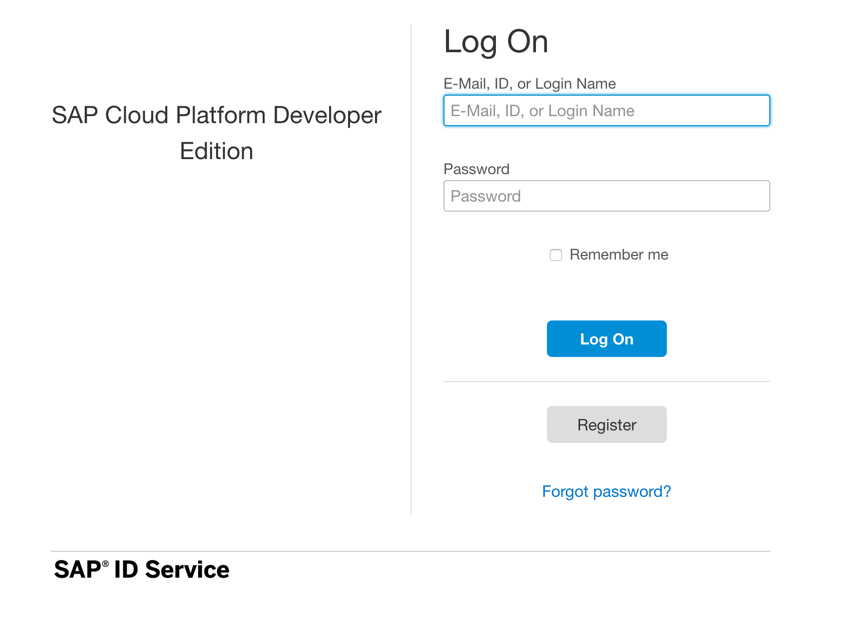 SAP Cloud Platform Developer
Edition
Log On
E-Mail, ID, or Login Name
E-Mail, ID, or Login Name
Password
Password
Remember me
Log On
Register
Forgot password?
SAP® ID Service